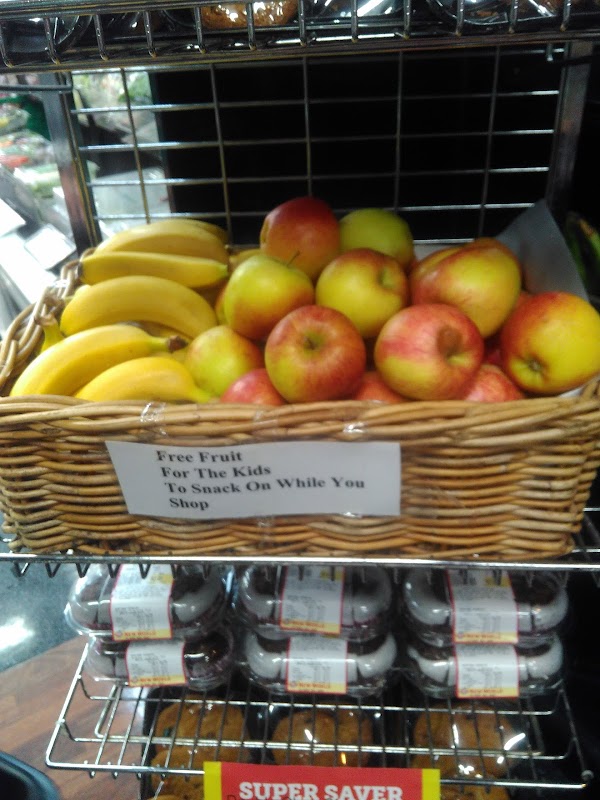 Free Fruit
For The Kids
To Snack On While You
Shop
SUPER SAVER